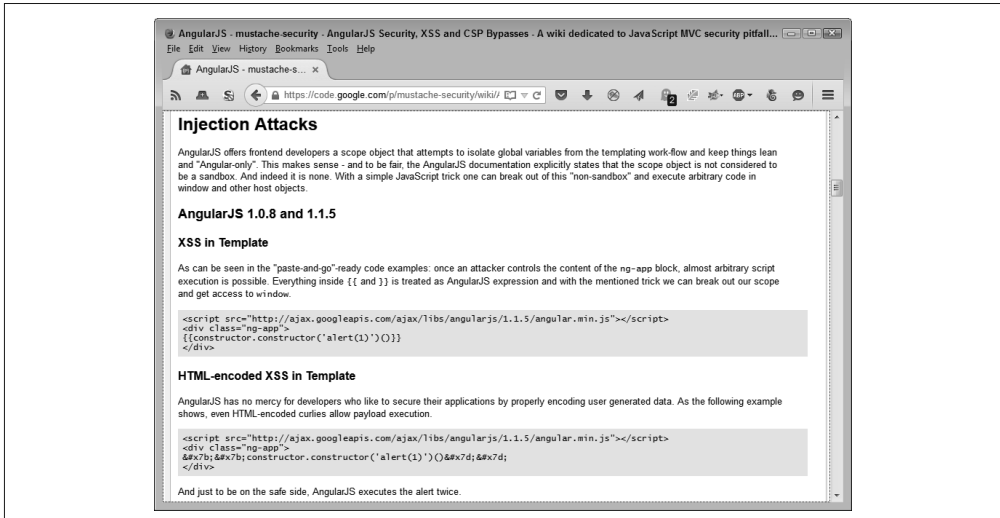 AngularJS - mustache-security - AngularJS Security, XSS and CSP Bypasses - A wiki dedicated to JavaScript MVC security pitfall...
File Edit View History Bookmarks Tools Help
AngularJS - mustache-s... ×
https://code.google.com/p/mustache-security/wiki/
2
ABP
Injection Attacks
AngularJS offers frontend developers a scope object that attempts to isolate global variables from the templating work-flow and keep things lean
and "Angular-only". This makes sense - and to be fair, the AngularJS documentation explicitly states that the scope object is not considered to
be a sandbox. And indeed it is none. With a simple JavaScript trick one can break out of this "non-sandbox" and execute arbitrary code in
window and other host objects.
AngularJS 1.0.8 and 1.1.5
XSS in Template
As can be seen in the "paste-and-go"-ready code examples: once an attacker controls the content of the ng-app block, almost arbitrary script
execution is possible. Everything inside {{ and }} is treated as AngularJS expression and with the mentioned trick we can break out our scope
and get access to window.
<script src="http://ajax.googleapis.com/ajax/libs/angularjs/1.1.5/angular.min.js"></script>
<div class="ng-app">
{{constructor.constructor('alert(1)')()}}
</div>
HTML-encoded XSS in Template
AngularJS has no mercy for developers who like to secure their applications by properly encoding user generated data. As the following example
shows, even HTML-encoded curlies allow payload execution.
<script src="http://ajax.googleapis.com/ajax/libs/angularjs/1.1.5/angular.min.js"></script>
<div class="ng-app">
&#x7b;&#x7b;constructor.constructor('alert(1)')()&#x7d;&#x7d;
</div>
And just to be on the safe side, AngularJS executes the alert twice.